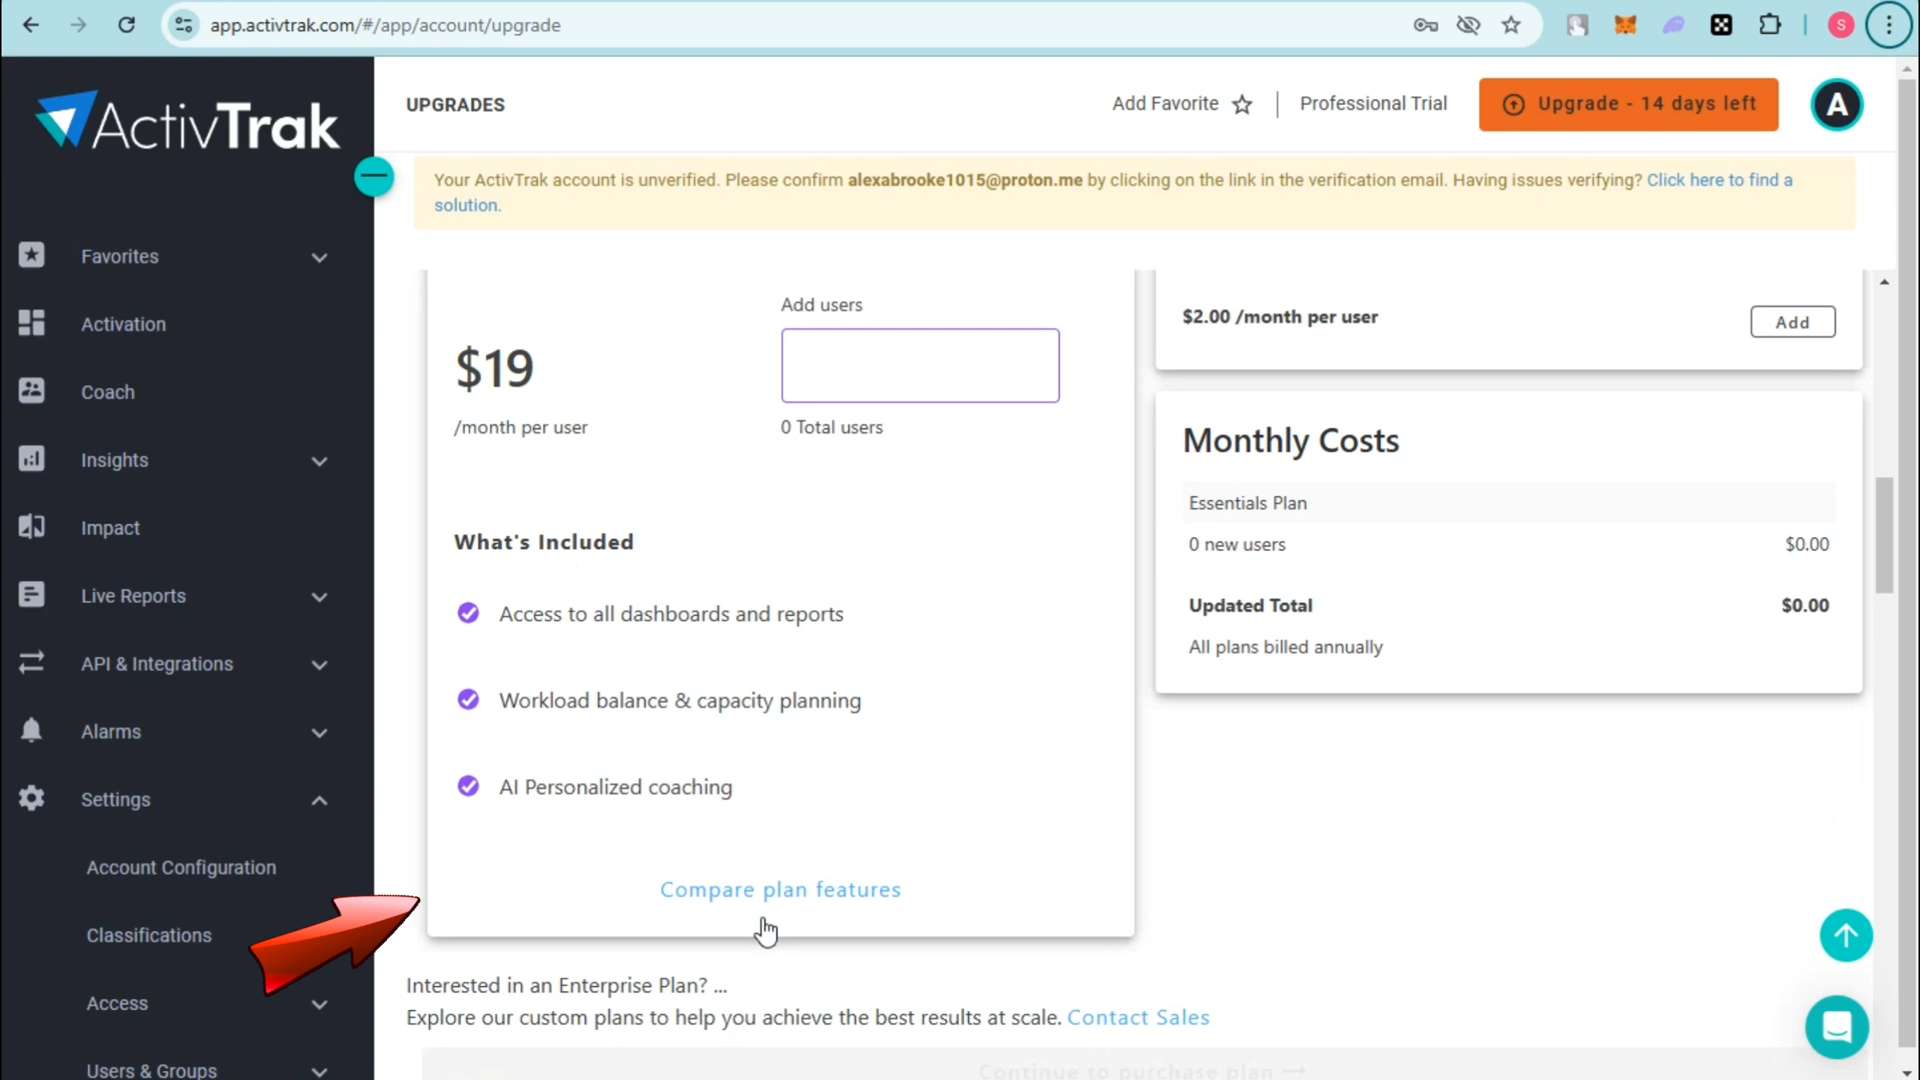 app.activtrak.com/#/app/account/upgrade
S
ActivTrak
UPGRADES
Add Favorite
Professional Trial
Upgrade - 14 days left
A
Your ActivTrak account is unverified. Please confirm alexabrooke1015@proton.me by clicking on the link in the verification email. Having issues verifying? Click here to find a
solution.
Favorites
Activation
Coach
Insights
Impact
Live Reports
API & Integrations
Alarms
Settings
Account Configuration
Classifications
Access
Users & Groups
Add users
$19
/month per user
0 Total users
What's Included
Access to all dashboards and reports
Workload balance & capacity planning
AI Personalized coaching
Compare plan features
$2.00 /month per user
Add
Monthly Costs
Essentials Plan
0 new users
$0.00
Updated Total
$0.00
All plans billed annually
Interested in an Enterprise Plan? ...
Explore our custom plans to help you achieve the best results at scale. Contact Sales
Continue to purchase plan